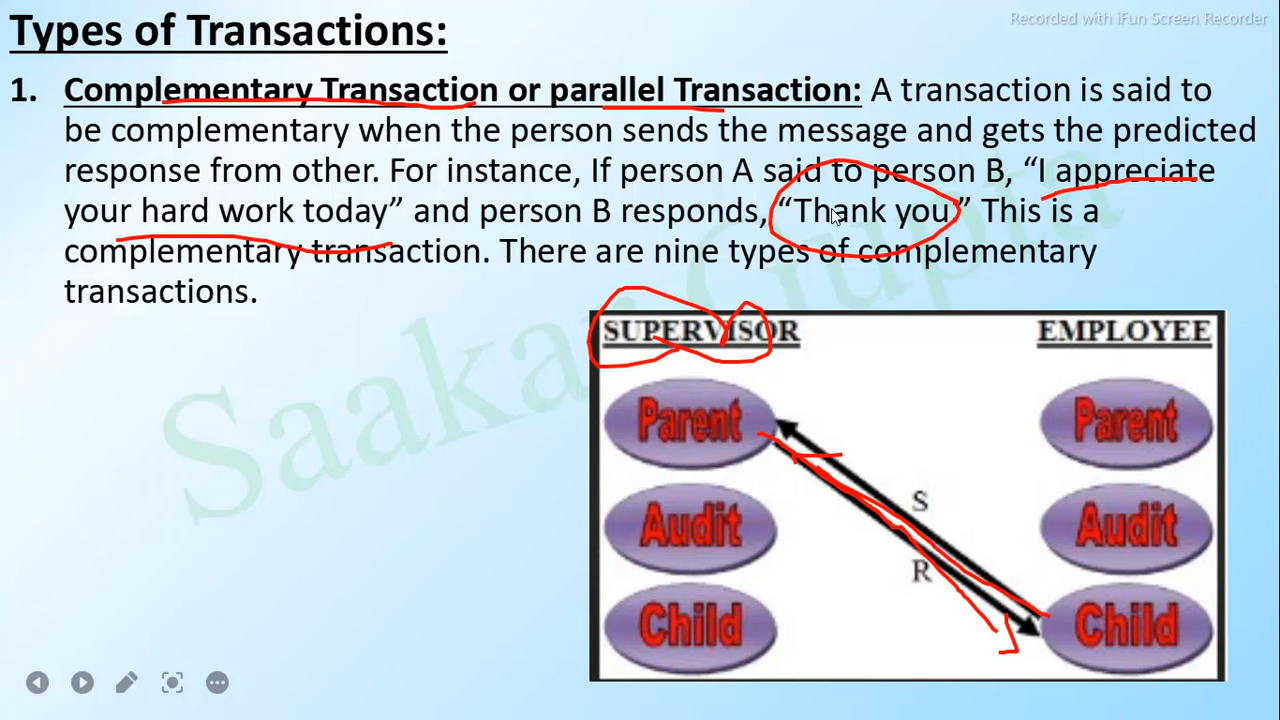 Recorded with iFun Screen Recorder
Types of Transactions:
1. Complementary Transaction or parallel Transaction: A transaction is said to
be complementary when the person sends the message and gets the predicted
response from other. For instance, If person A said to person B, “I appreciate
your hard work today” and person B responds, “Thank you.” This is a
complementary transaction. There are nine types of complementary
transactions.
Saakar Gupta
SUPERVISOR EMPLOYEE
Parent Parent
S
Audit Audit
R
Child Child